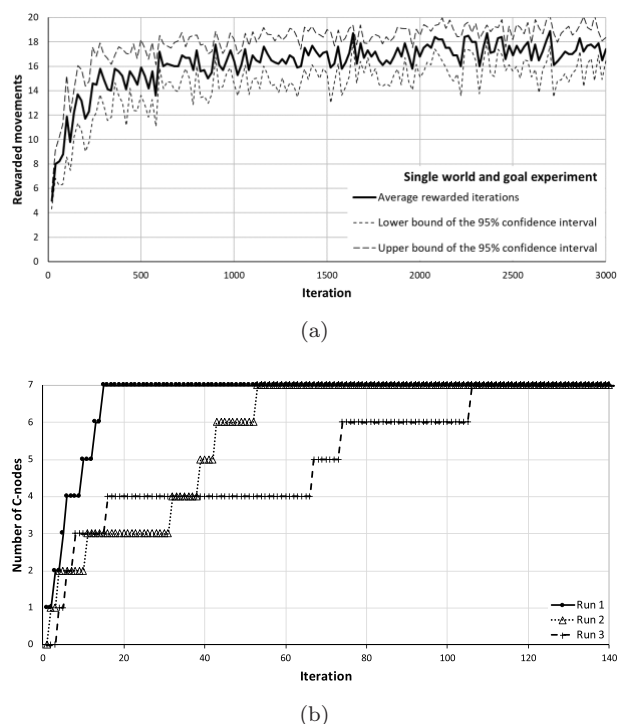 20
18
16
14
12
10
8
6
4
2
0
Rewarded movements
Single world and goal experiment
Average rewarded iterations
Lower bound of the 95% confidence interval
Upper bound of the 95% confidence interval
0 500 1000 1500 2000 2500 3000
Iteration
(a)
7
6
5
4
3
2
1
0
Number of C-nodes
Run 1
Run 2
Run 3
0 20 40 60 80 100 120 140
Iteration
(b)